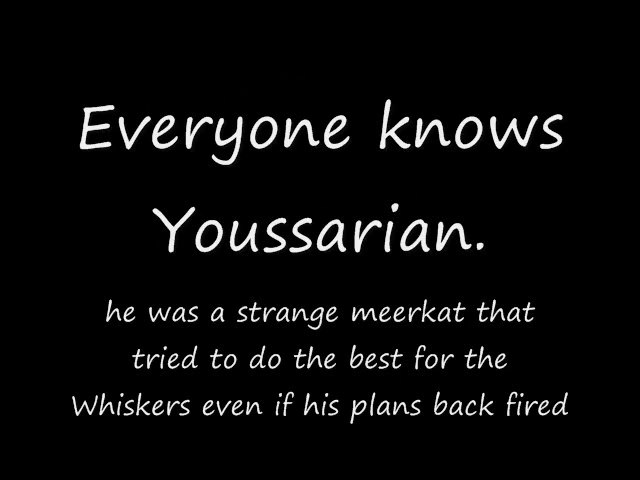 Everyone knows
Youssarian.
he was a strange meerkat that
tried to do the best for the
Whiskers even if his plans back fired